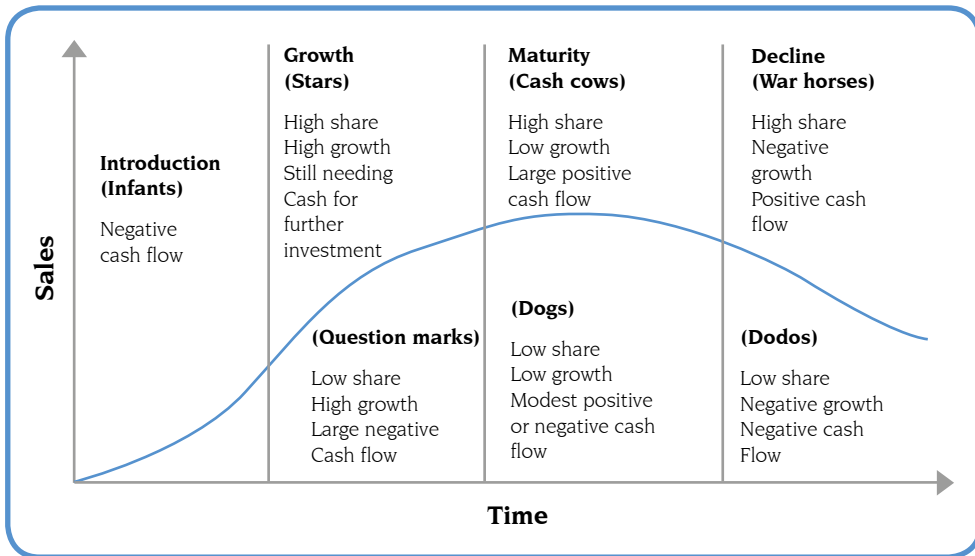 Sales
Introduction
(Infants)
Negative
cash flow
Growth
(Stars)
High share
High growth
Still needing
Cash for
further
investment
(Question marks)
Low share
High growth
Large negative
Cash flow
Maturity
(Cash cows)
High share
Low growth
Large positive
cash flow
(Dogs)
Low share
Low growth
Modest positive
or negative cash
flow
Decline
(War horses)
High share
Negative
growth
Positive cash
flow
(Dodos)
Low share
Negative growth
Negative cash
Flow
Time